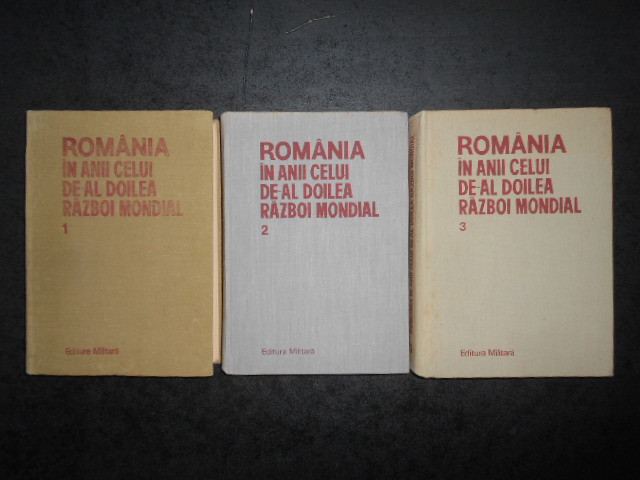 ROMÂNIA
ÎN ANII CELUI
DE-AL DOILEA
RĂZBOI MONDIAL
1
Editura Militară
ROMÂNIA
ÎN ANII CELUI
DE-AL DOILEA
RĂZBOI MONDIAL
2
Editura Militară
ROMÂNIA
ÎN ANII CELUI
DE-AL DOILEA
RĂZBOI MONDIAL
3
Editura Militară